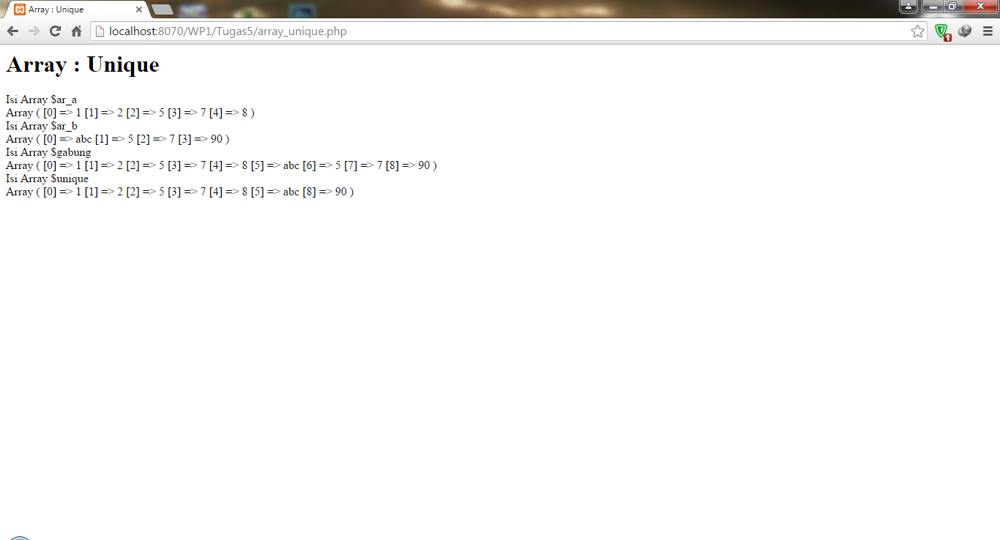 Array : Unique
localhost:8070/WP1/Tugas5/array_unique.php
1
Array : Unique
Isi Array $ar_a
Array ( [0] => 1 [1] => 2 [2] => 5 [3] => 7 [4] => 8 )
Isi Array $ar_b
Array ( [0] => abc [1] => 5 [2] => 7 [3] => 90 )
Isi Array $gabung
Array ( [0] => 1 [1] => 2 [2] => 5 [3] => 7 [4] => 8 [5] => abc [6] => 5 [7] => 7 [8] => 90 )
Isi Array $unique
Array ( [0] => 1 [1] => 2 [2] => 5 [3] => 7 [4] => 8 [5] => abc [8] => 90 )